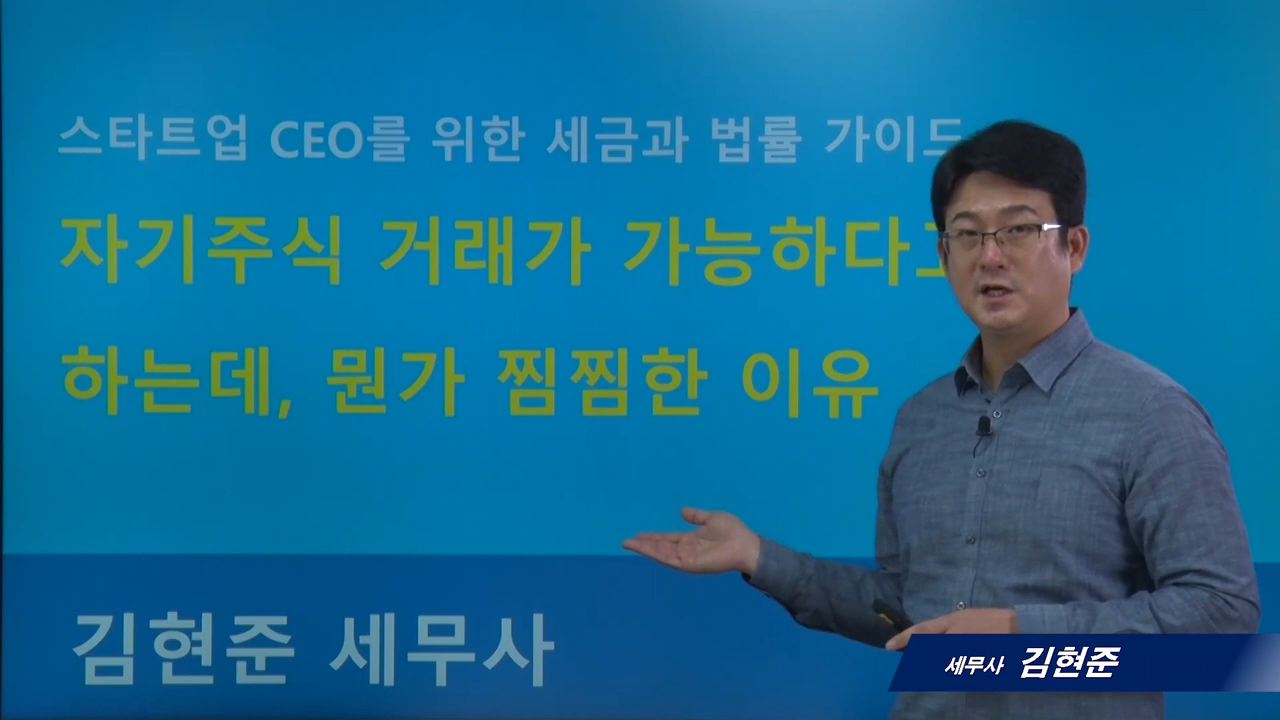 스타트업 CEO를 위한 세금과 법률 가이드
자기주식 거래가 가능하다고
하는데, 뭔가 찜찜한 이유
김현준 세무사
세무사 김현준